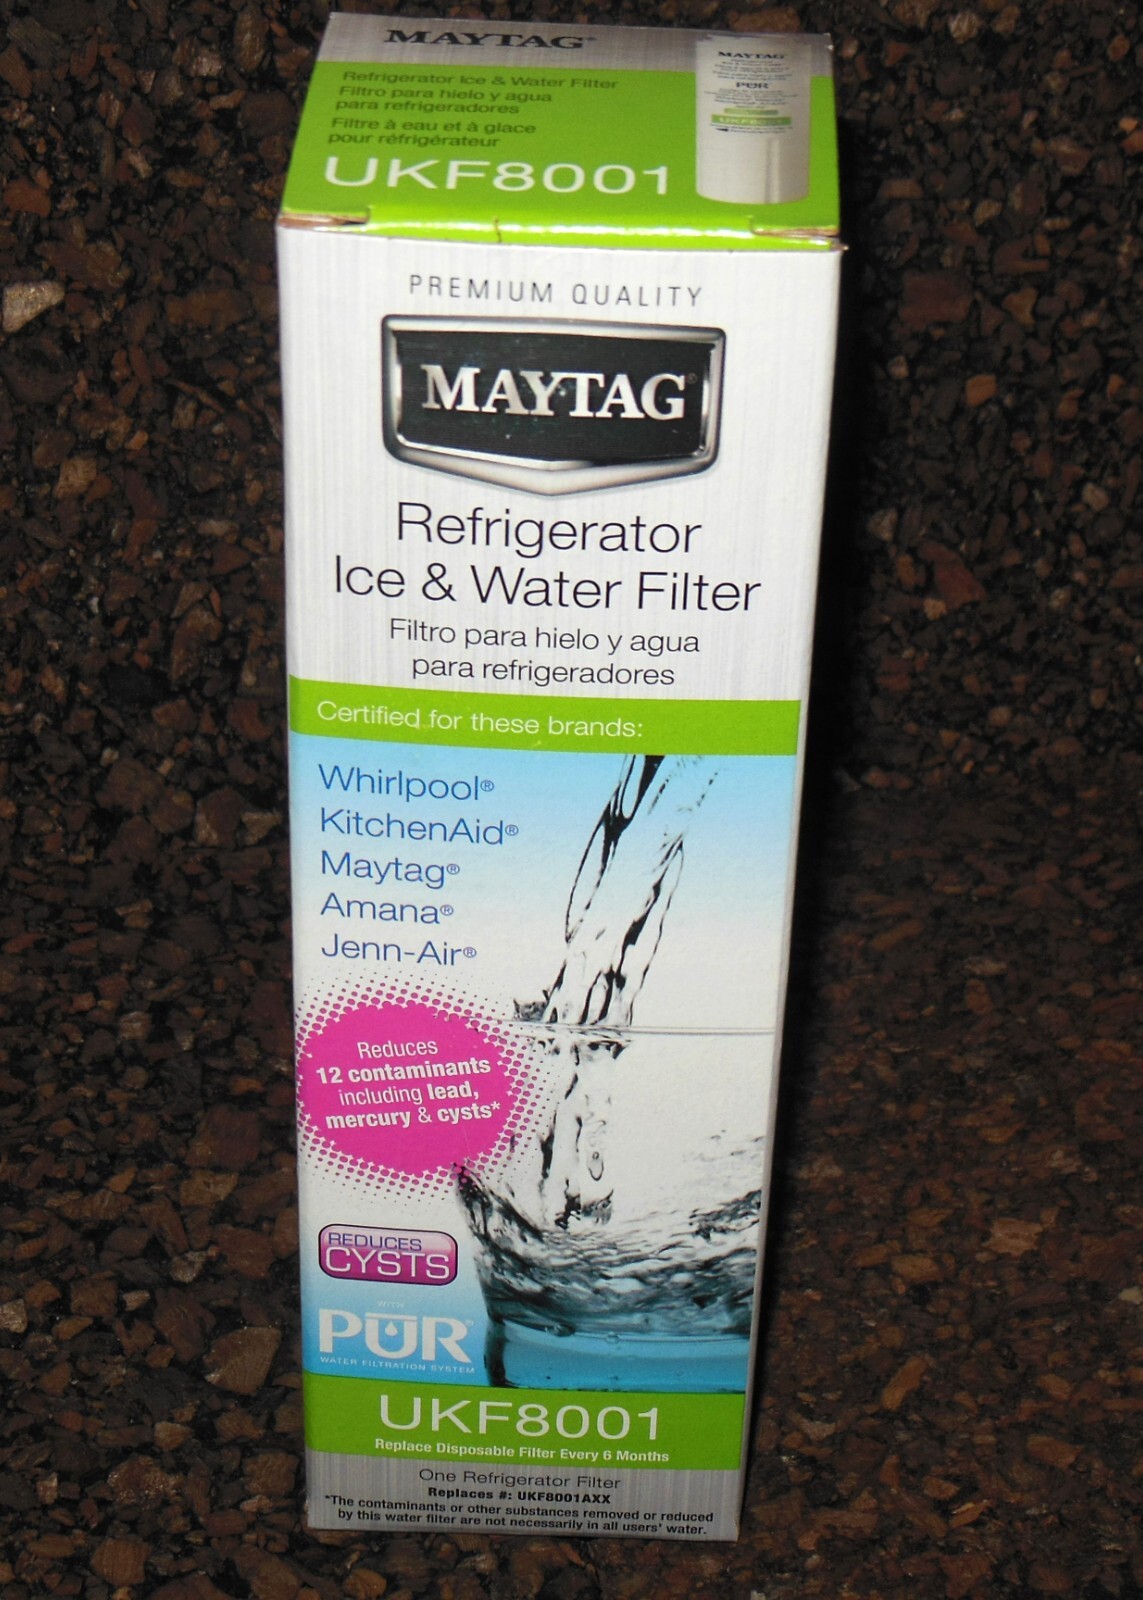 MAYTAG®
Refrigerator Ice & Water Filter
Filtro para hielo y agua
para refrigeradores
Filtre à eau et à glace
pour réfrigérateur
UKF8001
MAYTAG
PUR
UKF8001
PREMIUM QUALITY
MAYTAG®
Refrigerator
Ice & Water Filter
Filtro para hielo y agua
para refrigeradores
Certified for these brands:
Whirlpool®
KitchenAid®
Maytag®
Amana®
Jenn-Air®
Reduces
12 contaminants
including lead,
mercury & cysts*
REDUCES
CYSTS
WITH
PŪR®
WATER FILTRATION SYSTEM
UKF8001
Replace Disposable Filter Every 6 Months
One Refrigerator Filter
Replaces #: UKF8001AXX
*The contaminants or other substances removed or reduced
by this water filter are not necessarily in all users' water.